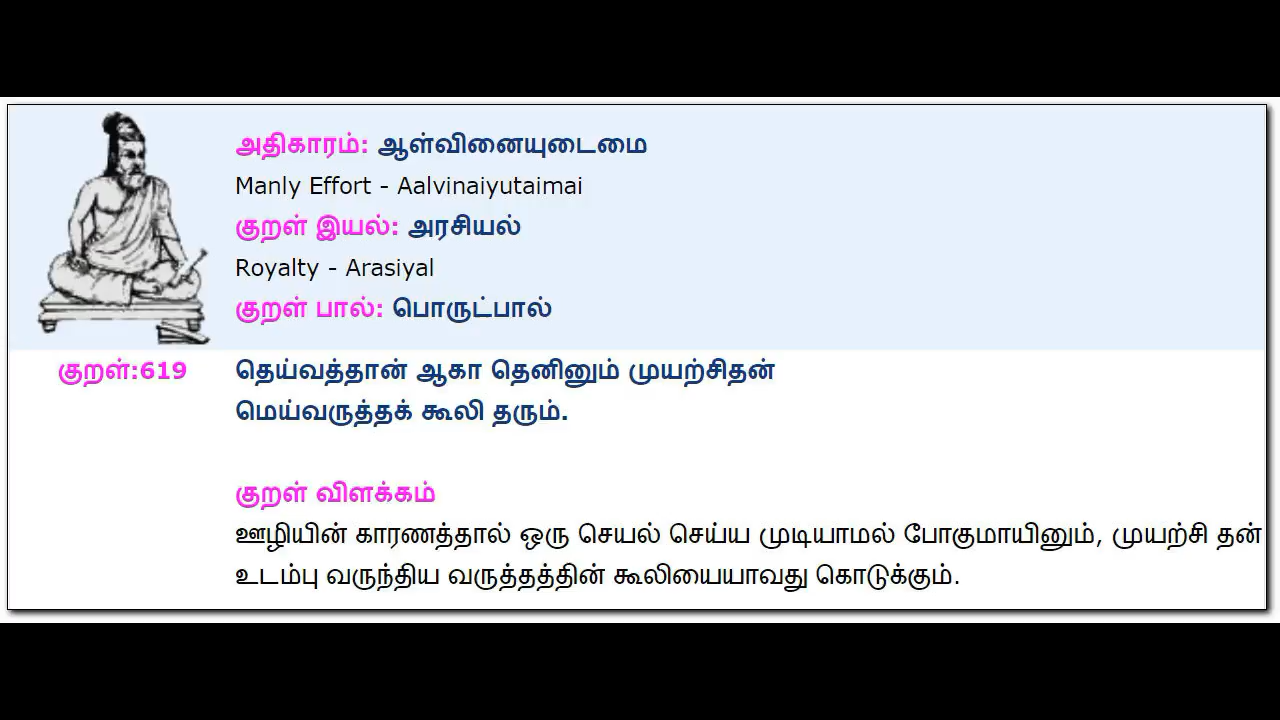 அதிகாரம்: ஆள்வினையுடைமை
Manly Effort - Aalvinaiyutaimai
குறள் இயல்: அரசியல்
Royalty - Arasiyal
குறள் பால்: பொருட்பால்
குறள்:619 தெய்வத்தான் ஆகா தெனினும் முயற்சிதன்
மெய்வருத்தக் கூலி தரும்.
குறள் விளக்கம்
ஊழியின் காரணத்தால் ஒரு செயல் செய்ய முடியாமல் போகுமாயினும், முயற்சி தன்
உடம்பு வருந்திய வருத்தத்தின் கூலியையாவது கொடுக்கும்.